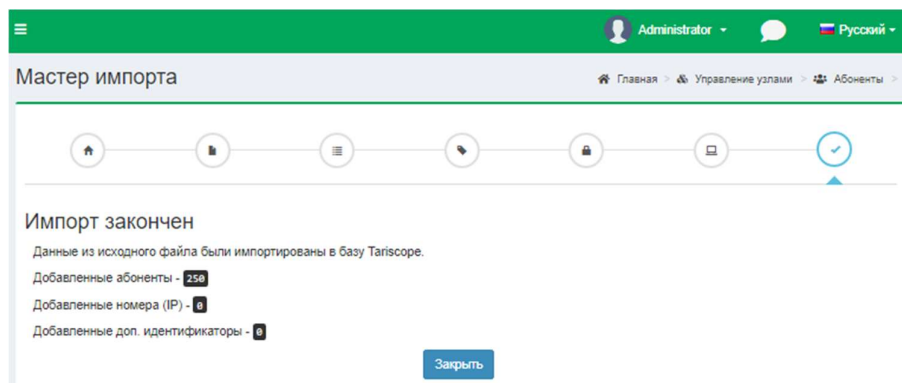 Administrator
Русский
Мастер импорта
Главная > Управление узлами > Абоненты >
Импорт закончен
Данные из исходного файла были импортированы в базу Tariscope.
Добавленные абоненты - 250
Добавленные номера (IP) - 0
Добавленные доп. идентификаторы - 0
Закрыть